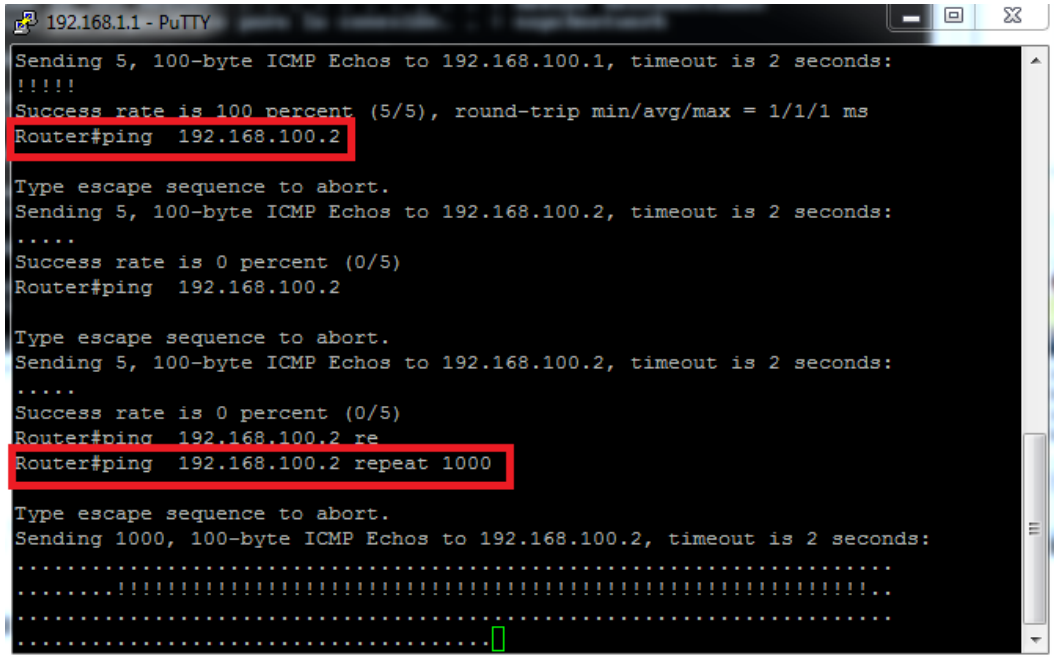 192.168.1.1 - PuTTY
Sending 5, 100-byte ICMP Echos to 192.168.100.1, timeout is 2 seconds:
!!!!!
Success rate is 100 percent (5/5), round-trip min/avg/max = 1/1/1 ms
Router#ping  192.168.100.2
Type escape sequence to abort.
Sending 5, 100-byte ICMP Echos to 192.168.100.2, timeout is 2 seconds:
.....
Success rate is 0 percent (0/5)
Router#ping  192.168.100.2
Type escape sequence to abort.
Sending 5, 100-byte ICMP Echos to 192.168.100.2, timeout is 2 seconds:
.....
Success rate is 0 percent (0/5)
Router#ping  192.168.100.2 re
Router#ping  192.168.100.2 repeat 1000
Type escape sequence to abort.
Sending 1000, 100-byte ICMP Echos to 192.168.100.2, timeout is 2 seconds:
......................................................................
........!!!!!!!!!!!!!!!!!!!!!!!!!!!!!!!!!!!!!!!!!!!!!!!!!!!!!!!!!!!!..
......................................................................
......................................